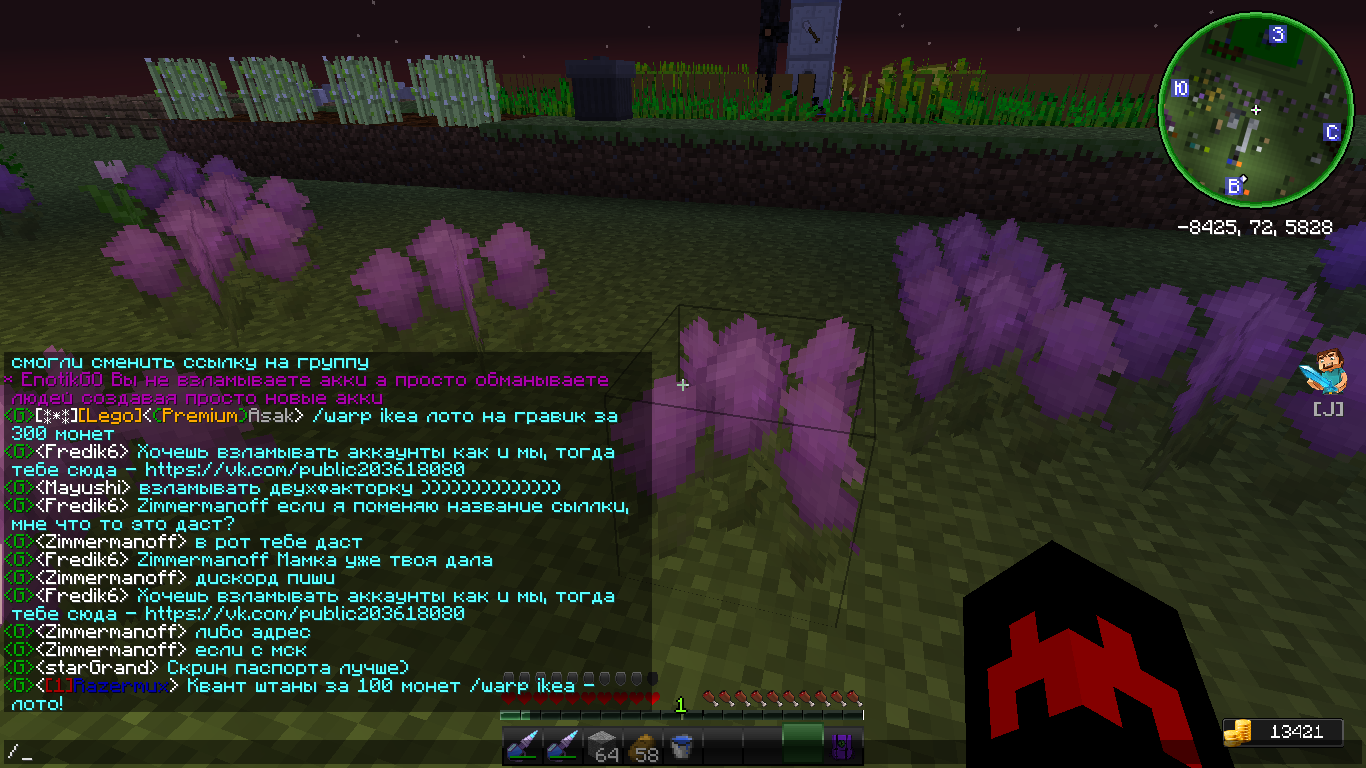 З
Ю
С
В
-8425, 72, 5828
смогли сменить ссылку на группу
* EnotikGO Вы не взламываете акки а просто обманываете
людей создавая просто новые акки
<G>[⁂][Lego]<(Premium)Asak> /warp ikea лото на гравик за
300 монет
<G><Fredik6> Хочешь взламывать аккаунты как и мы, тогда
тебе сюда - https://vk.com/public203618080
<G><Mayushi> взламывать двухфакторку ))))))))))))))
<G><Fredik6> Zimmermanoff если я поменяю название сыллки,
мне что то это даст?
<G><Zimmermanoff> в рот тебе даст
<G><Fredik6> Zimmermanoff Мамка уже твоя дала
<G><Zimmermanoff> дискорд пиши
<G><Fredik6> Хочешь взламывать аккаунты как и мы, тогда
тебе сюда - https://vk.com/public203618080
<G><Zimmermanoff> либо адрес
<G><Zimmermanoff> если с мск
<G><starGrand> Скрин паспорта лучше)
<G><[1]Razermux> Квант штаны за 100 монет /warp ikea -
лото!
[J]
1
64
58
13421
/_